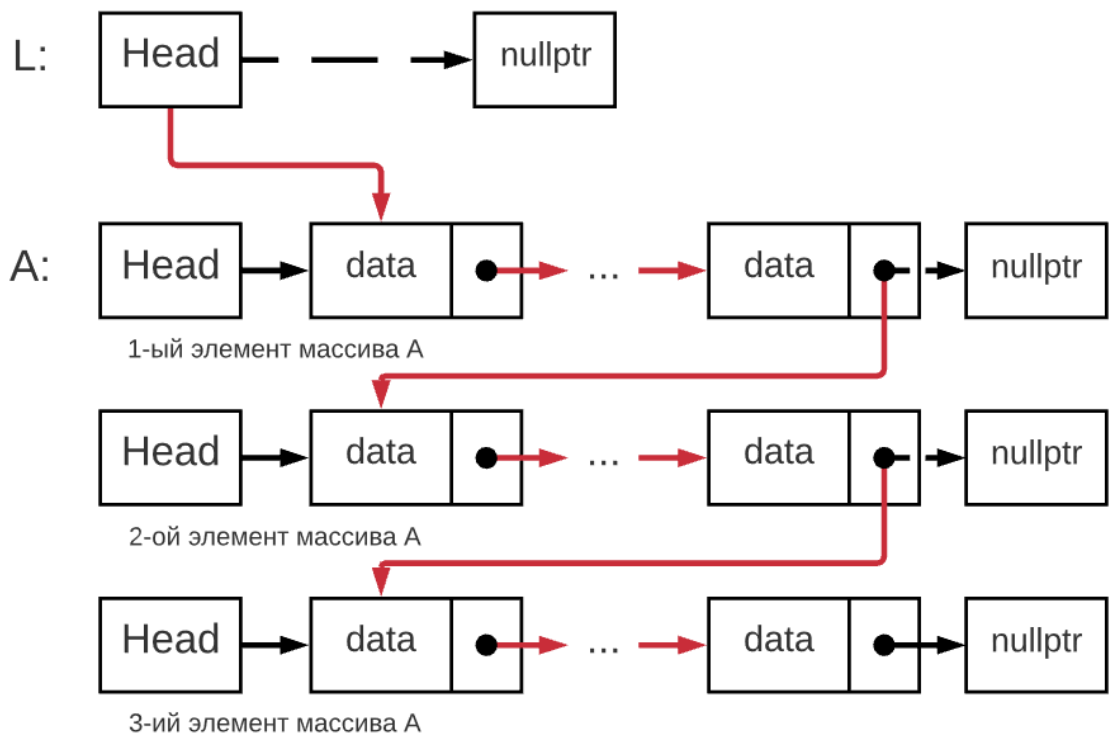 L: Head nullptr
A: Head data ... data nullptr
1-ый элемент массива А
Head data ... data nullptr
2-ой элемент массива А
Head data ... data nullptr
3-ий элемент массива А